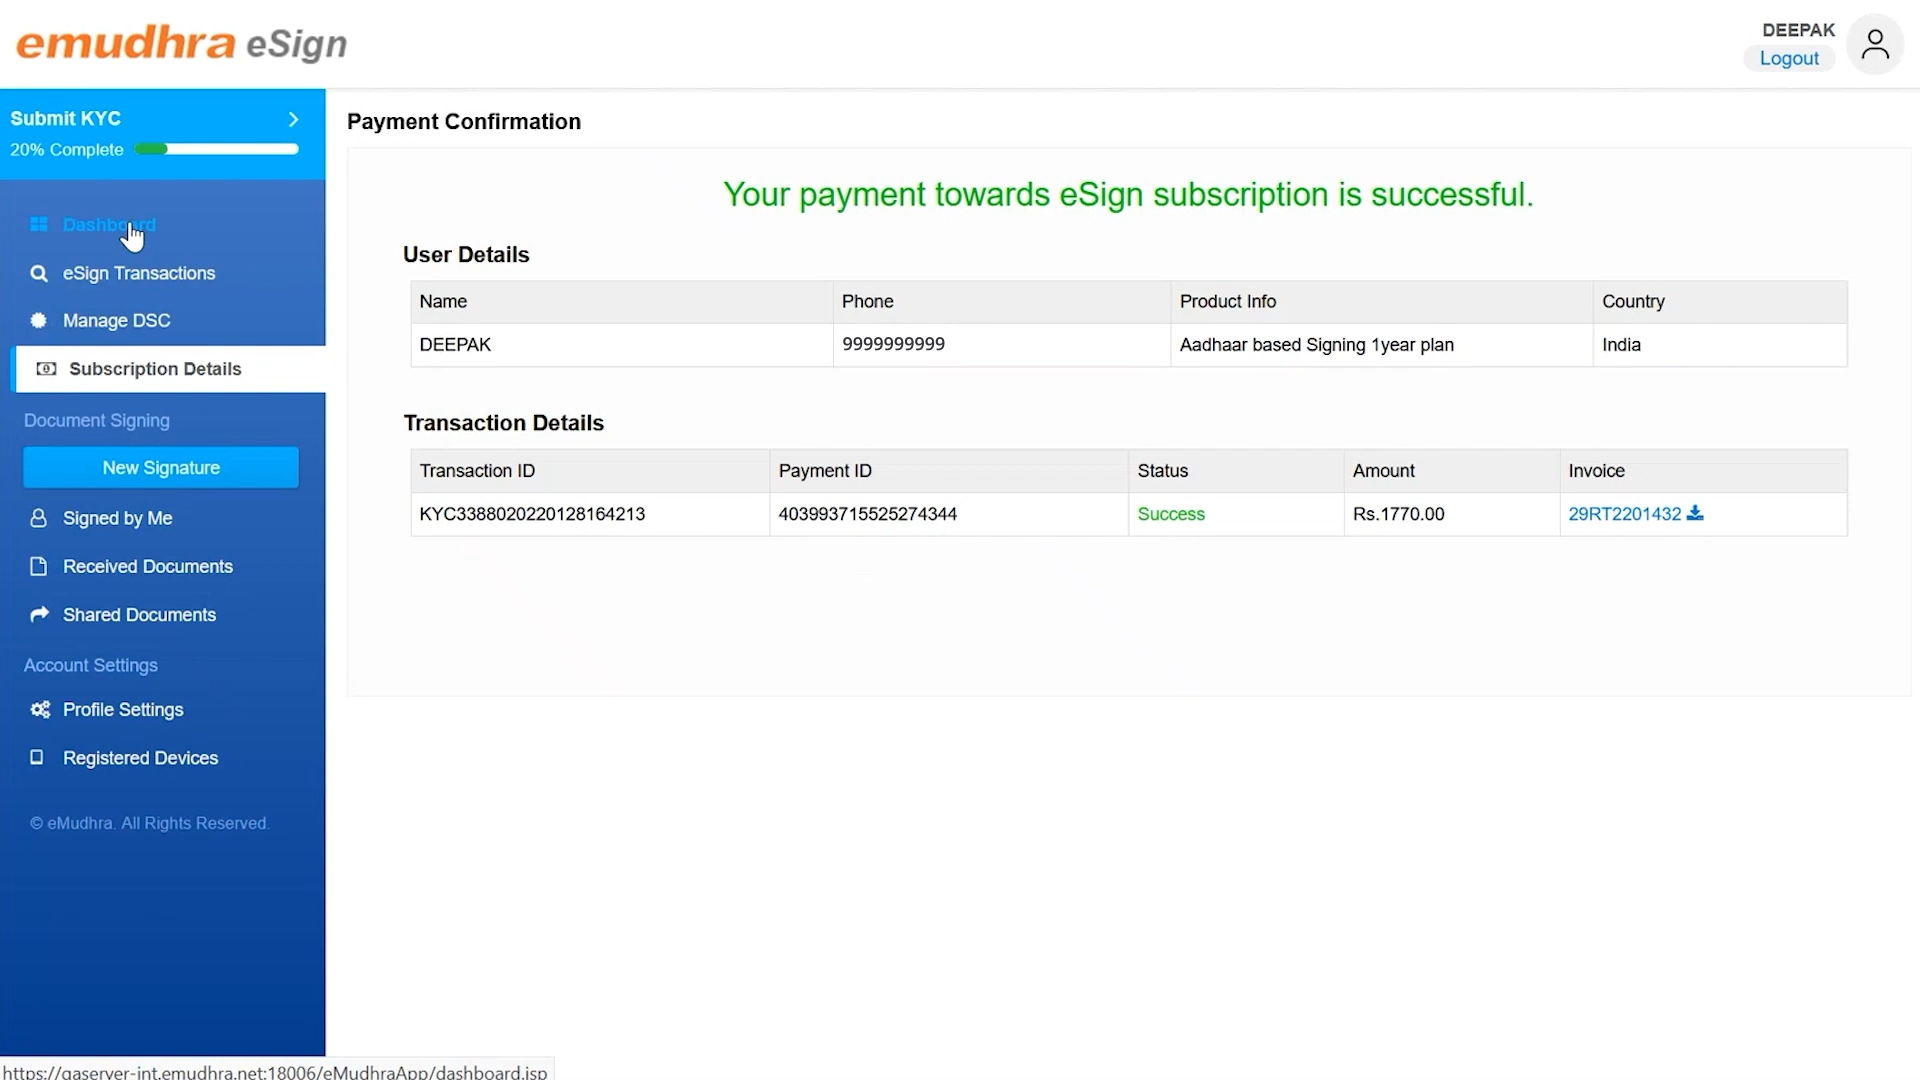 emudhra eSign
DEEPAK
Logout
Submit KYC
20% Complete
Dashboard
eSign Transactions
Manage DSC
Subscription Details
Document Signing
New Signature
Signed by Me
Received Documents
Shared Documents
Account Settings
Profile Settings
Registered Devices
© eMudhra. All Rights Reserved.
Payment Confirmation
Your payment towards eSign subscription is successful.
User Details
Name Phone Product Info Country
DEEPAK 9999999999 Aadhaar based Signing 1year plan India
Transaction Details
Transaction ID Payment ID Status Amount Invoice
KYC3388020220128164213 403993715525274344 Success Rs.1770.00 29RT2201432
https://qaserver-int.emudhra.net:18006/eMudhraApp/dashboard.jsp